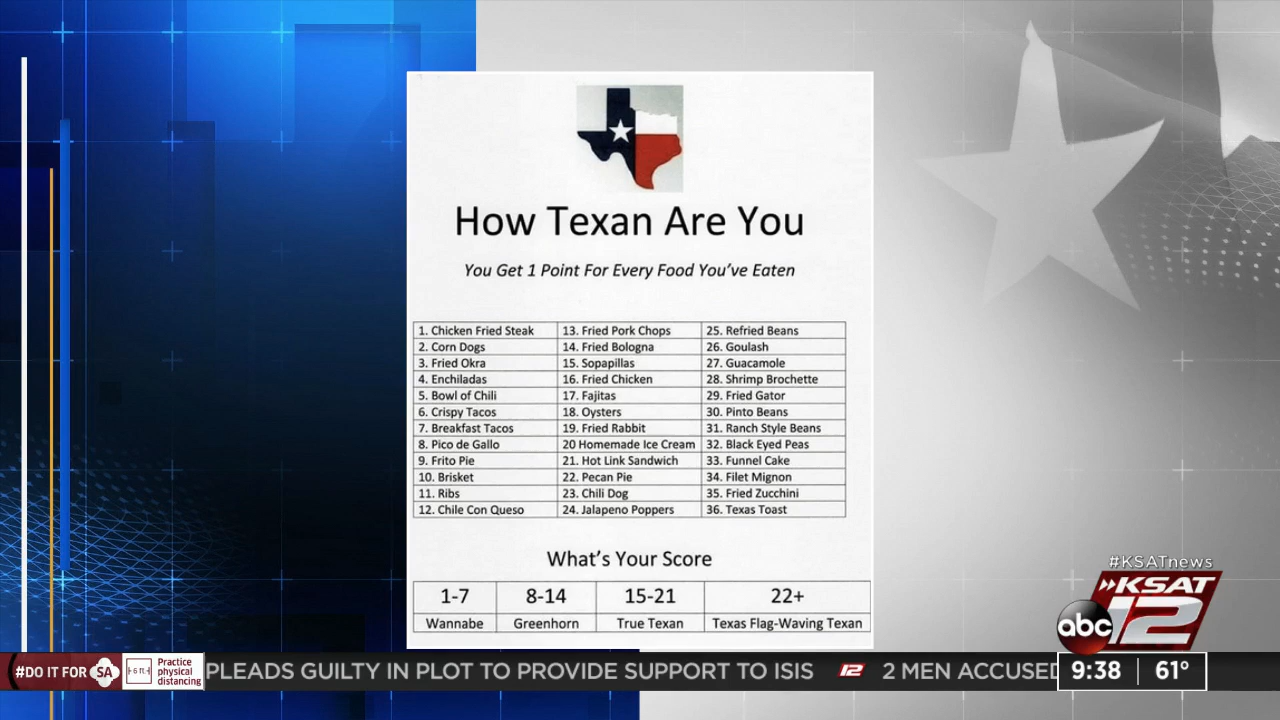 How Texan Are You
You Get 1 Point For Every Food You've Eaten
1. Chicken Fried Steak 13. Fried Pork Chops 25. Refried Beans
2. Corn Dogs 14. Fried Bologna 26. Goulash
3. Fried Okra 15. Sopapillas 27. Guacamole
4. Enchiladas 16. Fried Chicken 28. Shrimp Brochette
5. Bowl of Chili 17. Fajitas 29. Fried Gator
6. Crispy Tacos 18. Oysters 30. Pinto Beans
7. Breakfast Tacos 19. Fried Rabbit 31. Ranch Style Beans
8. Pico de Gallo 20 Homemade Ice Cream 32. Black Eyed Peas
9. Frito Pie 21. Hot Link Sandwich 33. Funnel Cake
10. Brisket 22. Pecan Pie 34. Filet Mignon
11. Ribs 23. Chili Dog 35. Fried Zucchini
12. Chile Con Queso 24. Jalapeno Poppers 36. Texas Toast
What's Your Score
1-7 8-14 15-21 22+
Wannabe Greenhorn True Texan Texas Flag-Waving Texan
#KSATnews
KSAT
abc 12
#DO IT FOR SA
6 ft
Practice
physical
distancing
PLEADS GUILTY IN PLOT TO PROVIDE SUPPORT TO ISIS 12 2 MEN ACCUSED
9:38 61°